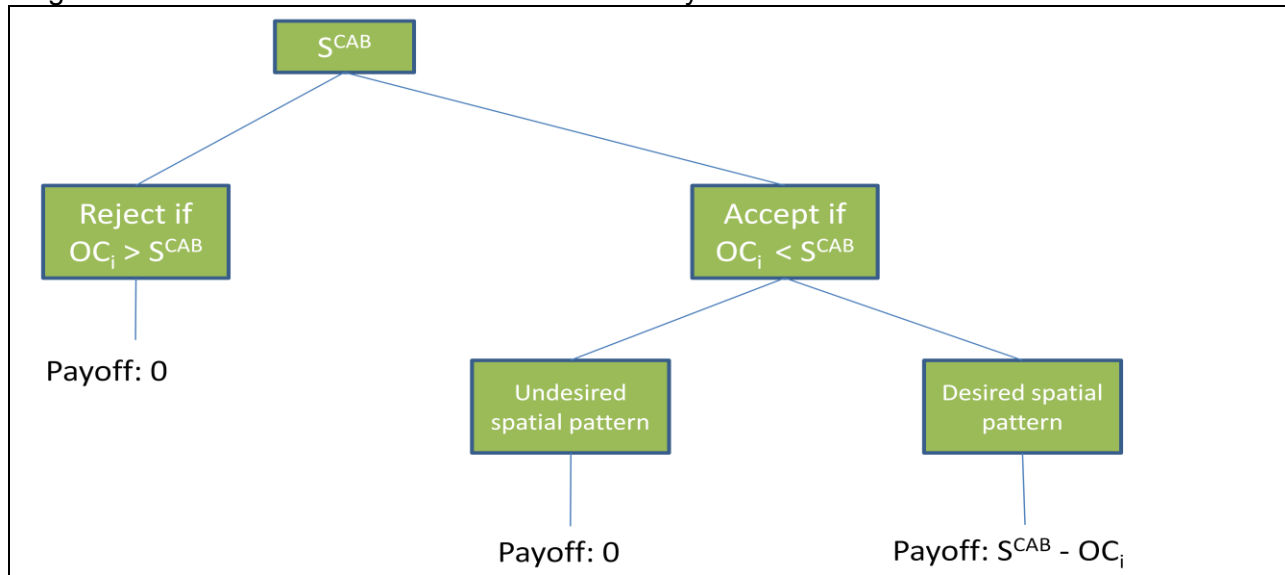 S^CAB
Reject if
OC_i > S^CAB
Accept if
OC_i < S^CAB
Payoff: 0
Undesired
spatial pattern
Desired spatial
pattern
Payoff: 0
Payoff: S^CAB - OC_i